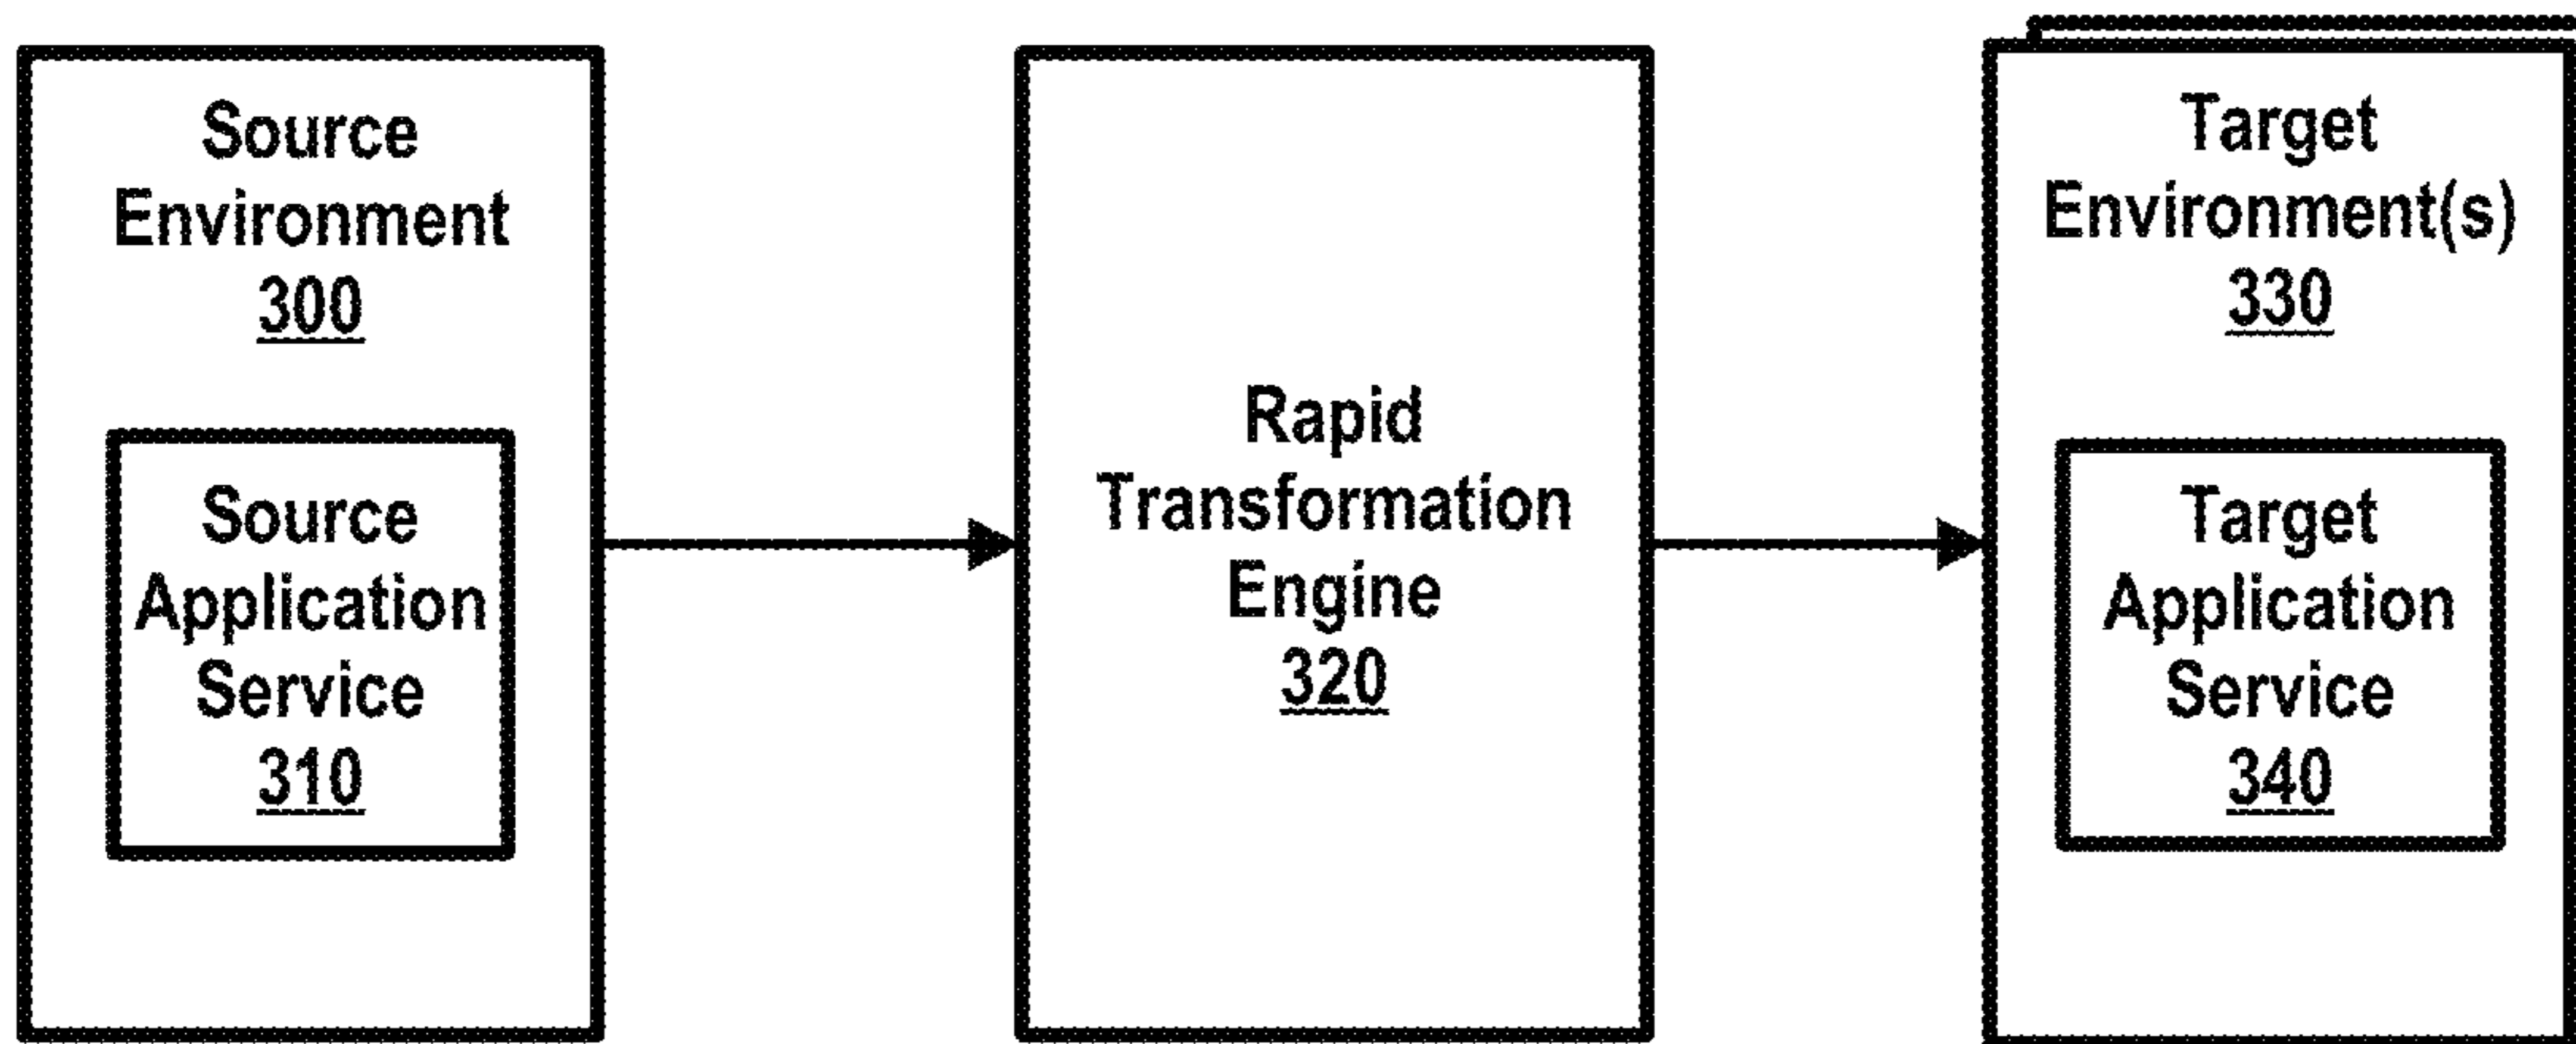 Source
Environment
300
Source
Application
Service
310
Rapid
Transformation
Engine
320
Target
Environment(s)
330
Target
Application
Service
340